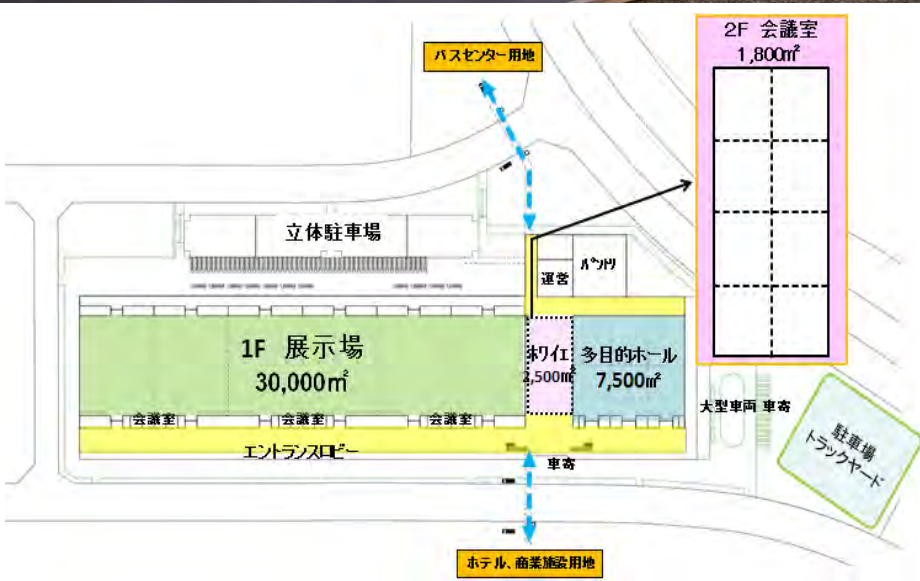 2F 会議室
1,800㎡
バスセンター用地
立体駐車場
運営
パントリ
1F 展示場
30,000㎡
ホワイエ
2,500㎡
多目的ホール
7,500㎡
会議室
会議室
会議室
大型車両 車寄
エントランスロビー
車寄
駐車場
トラックヤード
ホテル、商業施設用地